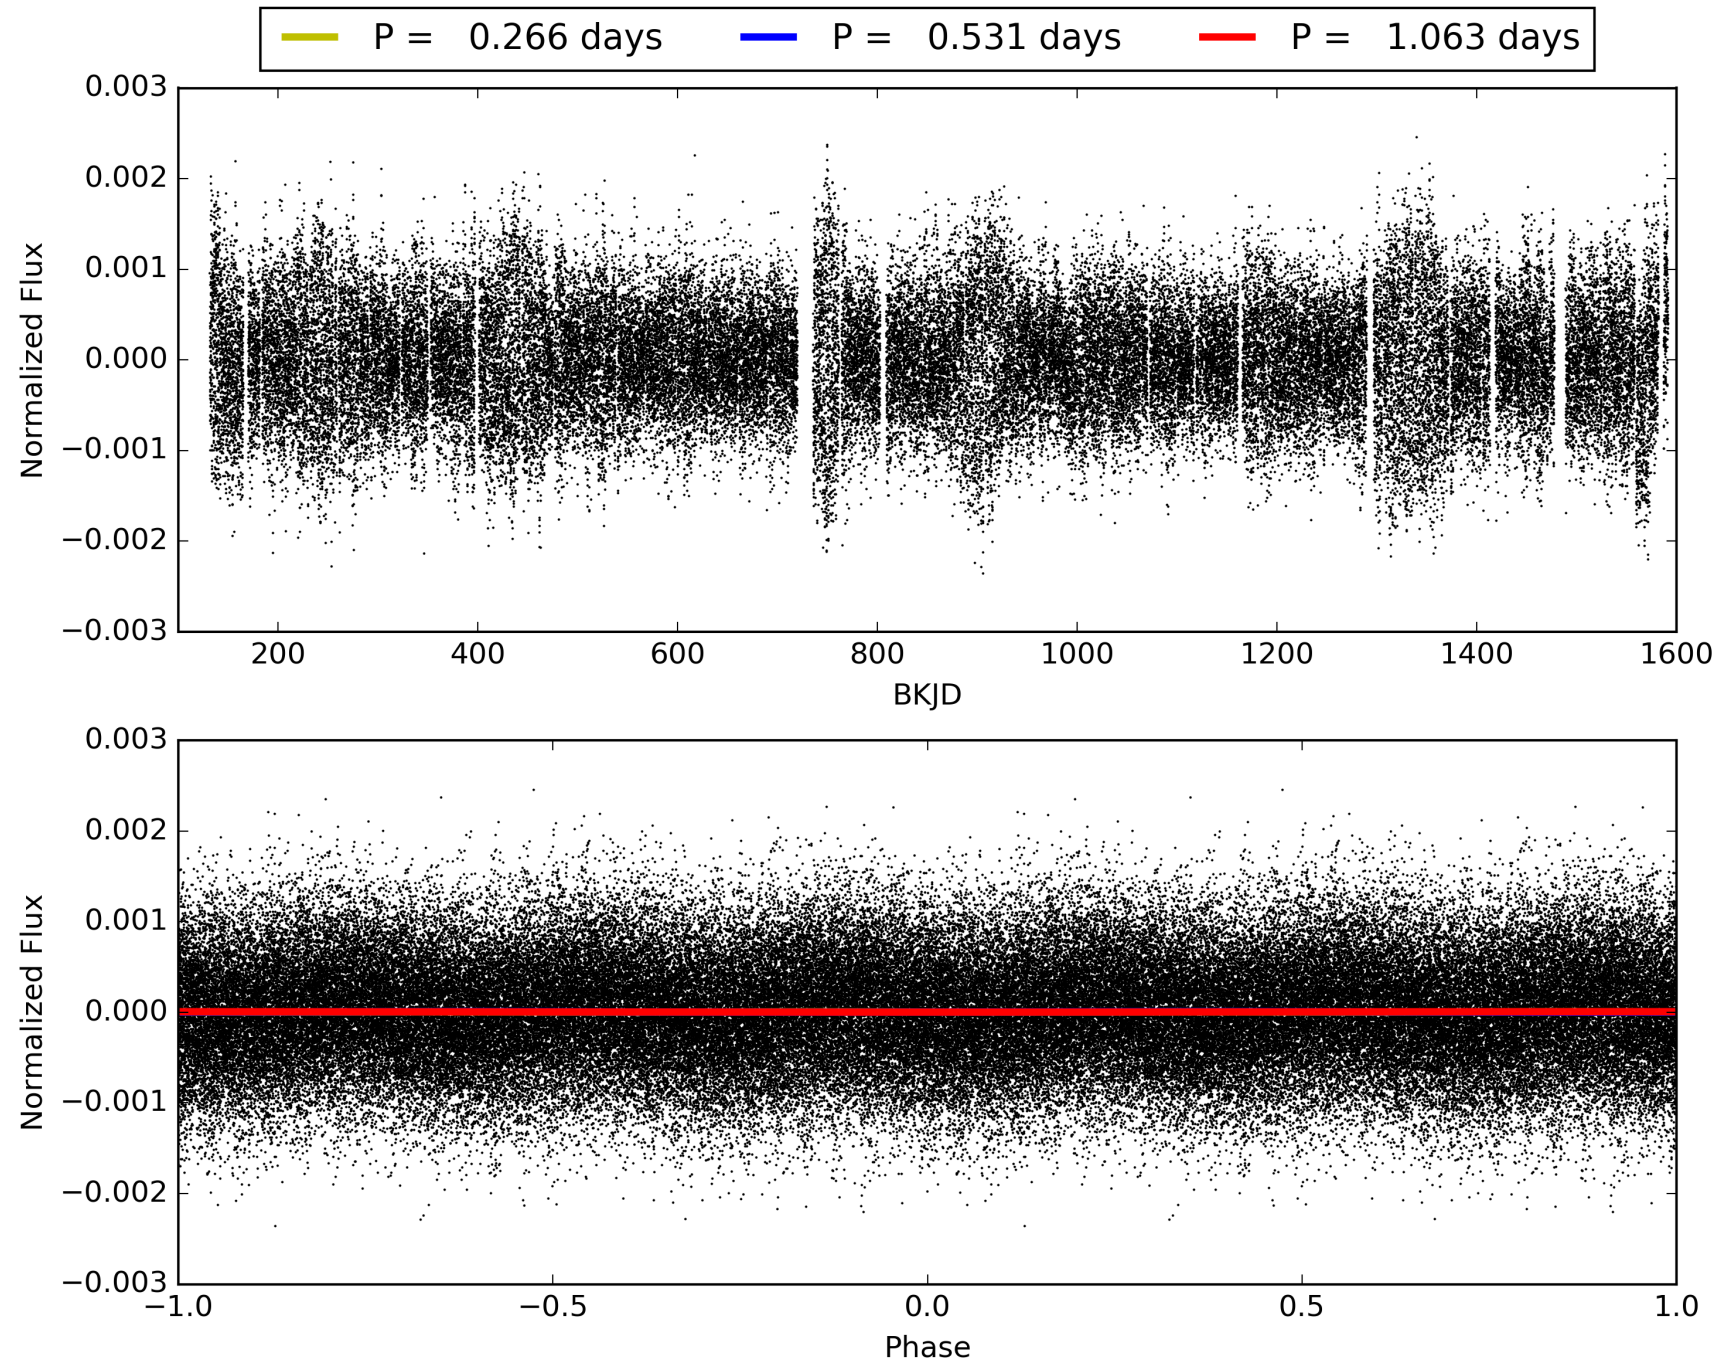 P = 0.266 days P = 0.531 days P = 1.063 days
0.003
0.002
0.001
0.000
−0.001
−0.002
−0.003
Normalized Flux
200 400 600 800 1000 1200 1400 1600
BKJD
0.003
0.002
0.001
0.000
−0.001
−0.002
−0.003
Normalized Flux
−1.0 −0.5 0.0 0.5 1.0
Phase